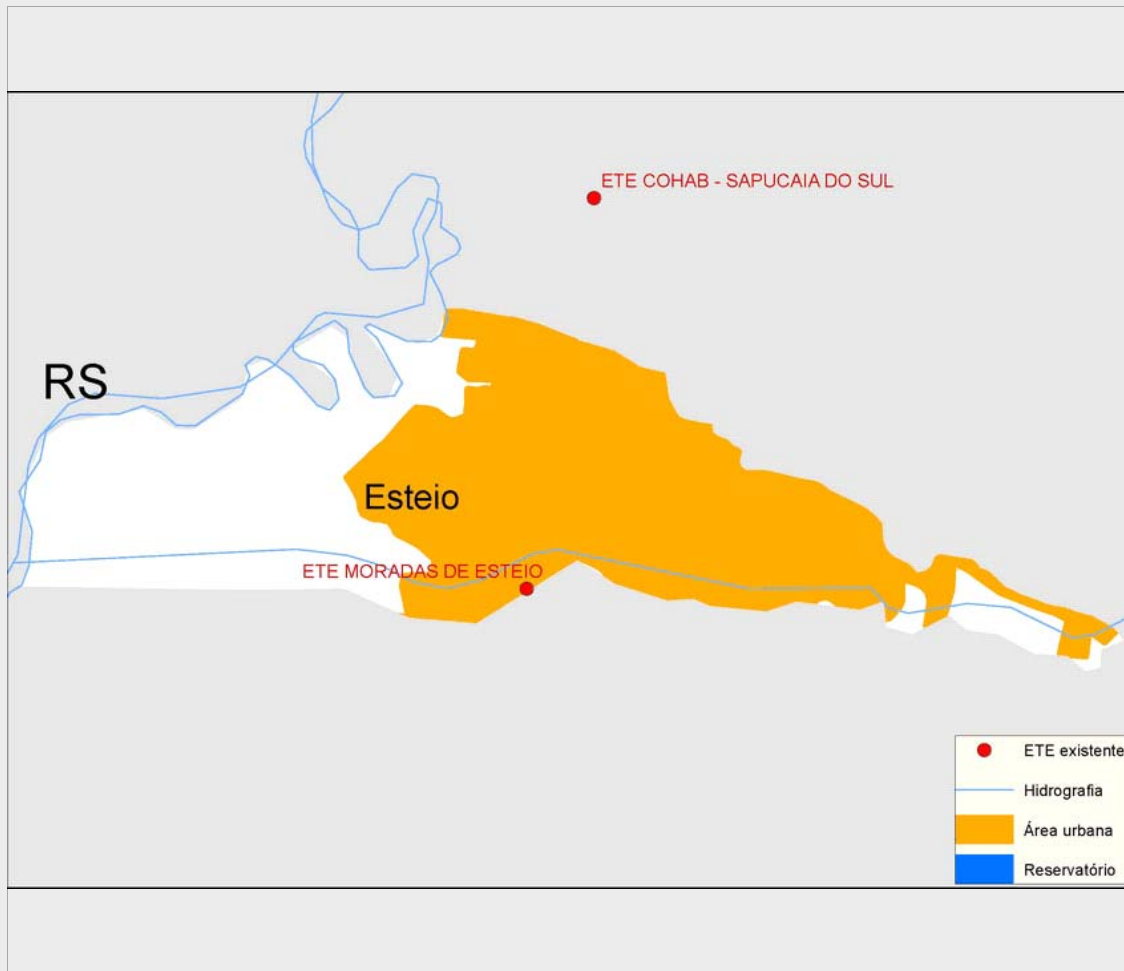 ETE COHAB - SAPUCAIA DO SUL
RS
Esteio
ETE MORADAS DE ESTEIO
ETE existente
Hidrografia
Área urbana
Reservatório